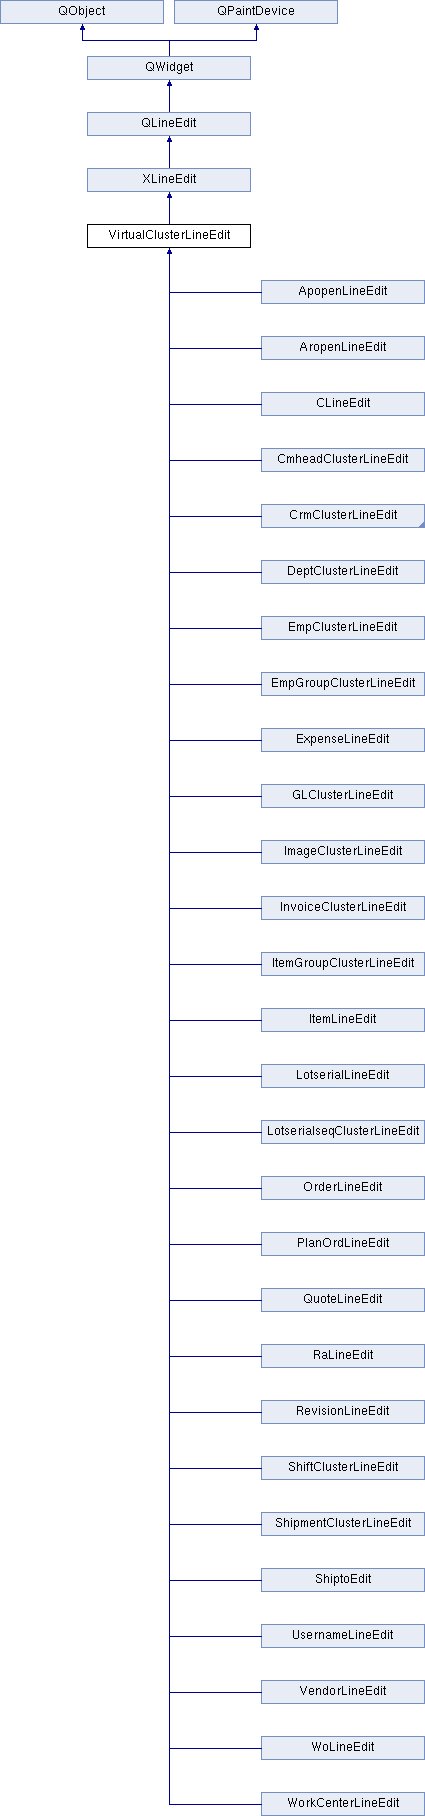 QObject
QPaintDevice
QWidget
QLineEdit
XLineEdit
VirtualClusterLineEdit
ApopenLineEdit
AropenLineEdit
CLineEdit
CmheadClusterLineEdit
CrmClusterLineEdit
DeptClusterLineEdit
EmpClusterLineEdit
EmpGroupClusterLineEdit
ExpenseLineEdit
GLClusterLineEdit
ImageClusterLineEdit
InvoiceClusterLineEdit
ItemGroupClusterLineEdit
ItemLineEdit
LotserialLineEdit
LotserialseqClusterLineEdit
OrderLineEdit
PlanOrdLineEdit
QuoteLineEdit
RaLineEdit
RevisionLineEdit
ShiftClusterLineEdit
ShipmentClusterLineEdit
ShiptoEdit
UsernameLineEdit
VendorLineEdit
WoLineEdit
WorkCenterLineEdit